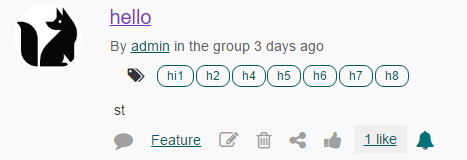 hello
By admin in the group 3 days ago
hi1 h2 h4 h5 h6 h7 h8
st
Feature 1 like